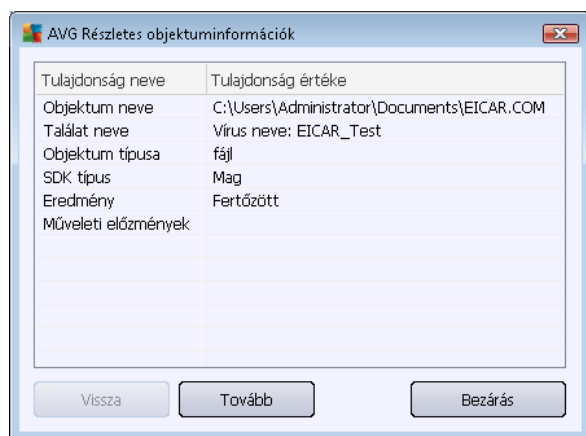 AVG Részletes objektuminformációk
Tulajdonság neve Tulajdonság értéke
Objektum neve C:\Users\Administrator\Documents\EICAR.COM
Találat neve Vírus neve: EICAR_Test
Objektum típusa fájl
SDK típus Mag
Eredmény Fertőzött
Műveleti előzmények
Vissza Tovább Bezárás